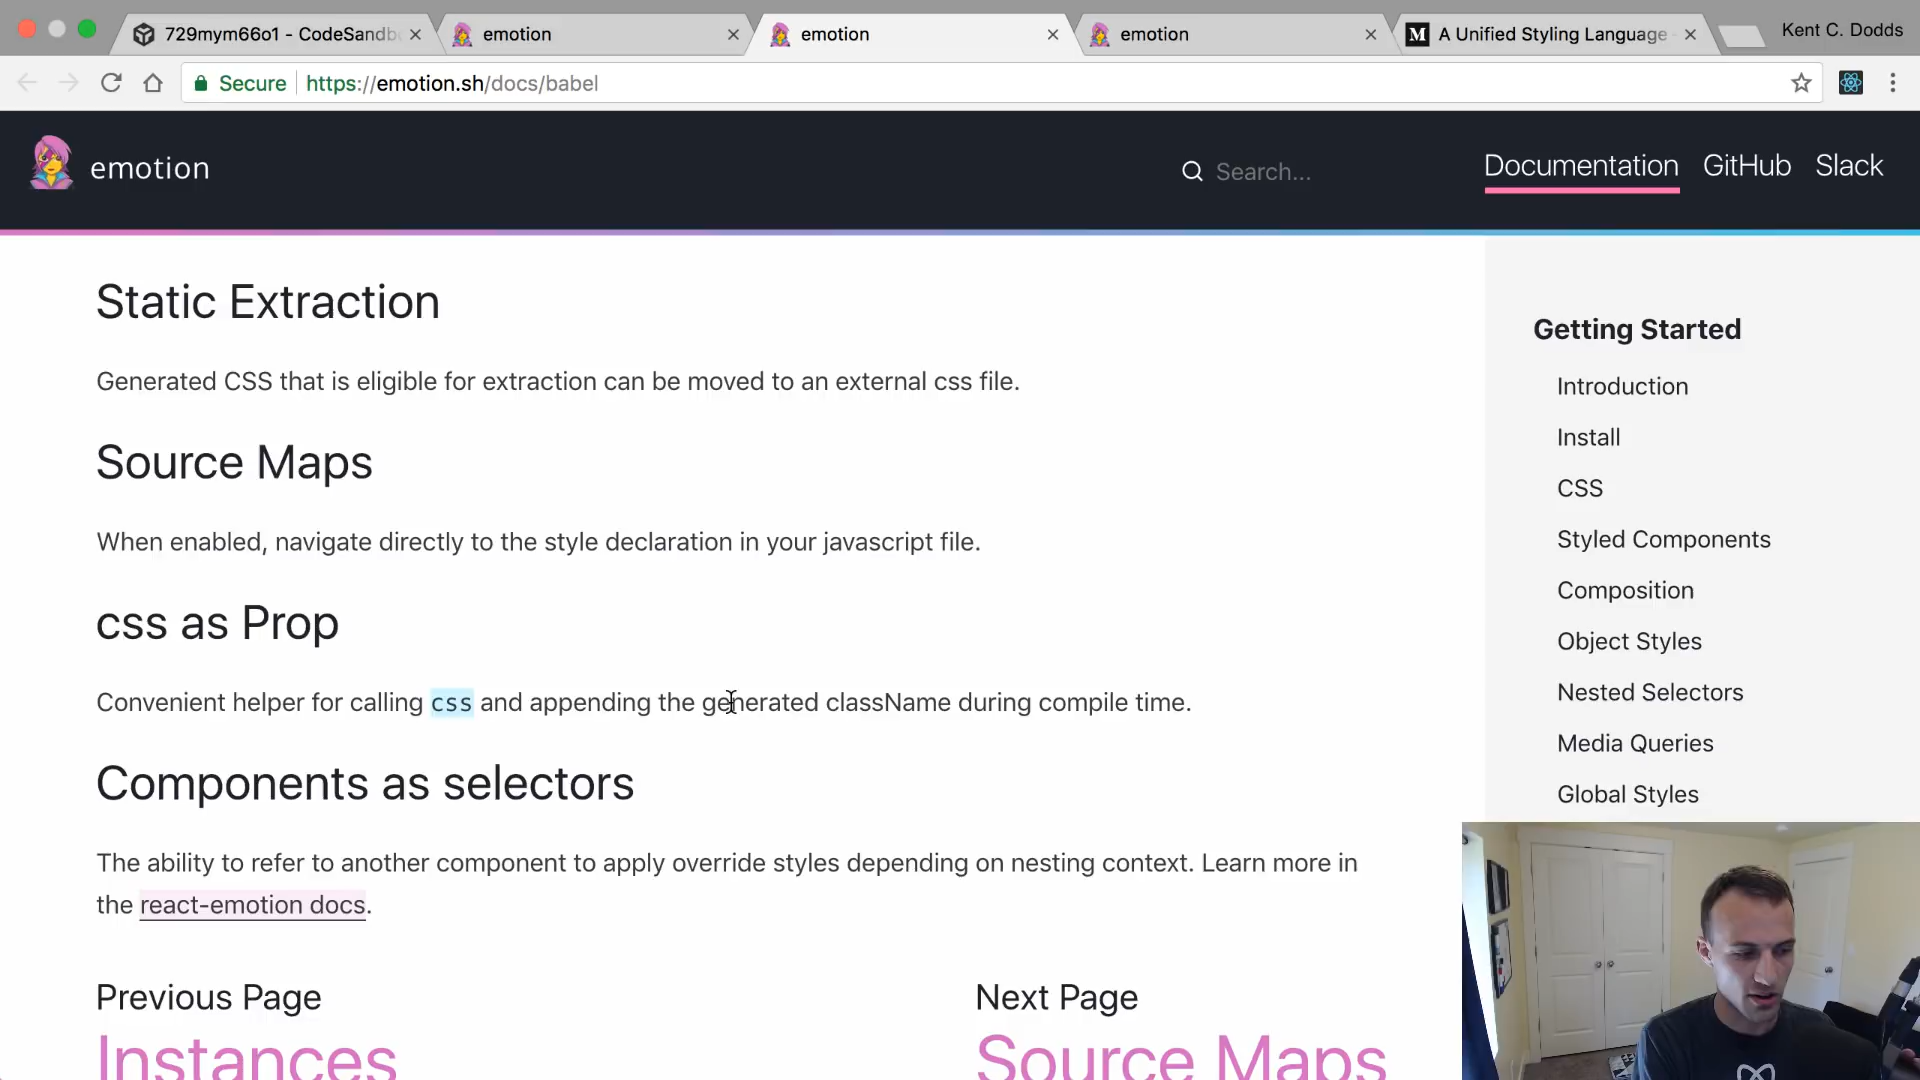 729mym66o1 - CodeSandb
emotion
emotion
emotion
A Unified Styling Language
Kent C. Dodds
Secure
https://emotion.sh/docs/babel
emotion
Search...
Documentation
GitHub
Slack
Static Extraction
Generated CSS that is eligible for extraction can be moved to an external css file.
Source Maps
When enabled, navigate directly to the style declaration in your javascript file.
css as Prop
Convenient helper for calling css and appending the generated className during compile time.
Components as selectors
The ability to refer to another component to apply override styles depending on nesting context. Learn more in
the react-emotion docs.
Previous Page
Instances
Next Page
Source Maps
Getting Started
Introduction
Install
CSS
Styled Components
Composition
Object Styles
Nested Selectors
Media Queries
Global Styles